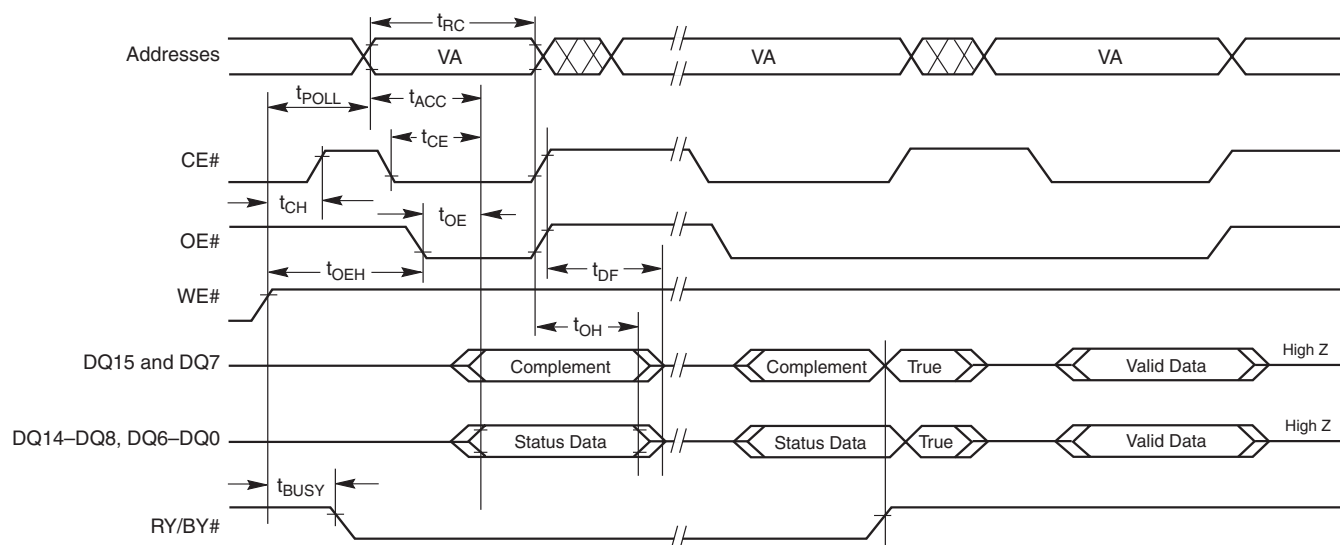 tRC
Addresses VA VA VA
tPOLL tACC
tCE
CE#
tCH tOE
OE#
tOEH tDF
WE#
tOH
DQ15 and DQ7 Complement Complement True Valid Data High Z
DQ14–DQ8, DQ6–DQ0 Status Data Status Data True Valid Data High Z
tBUSY
RY/BY#